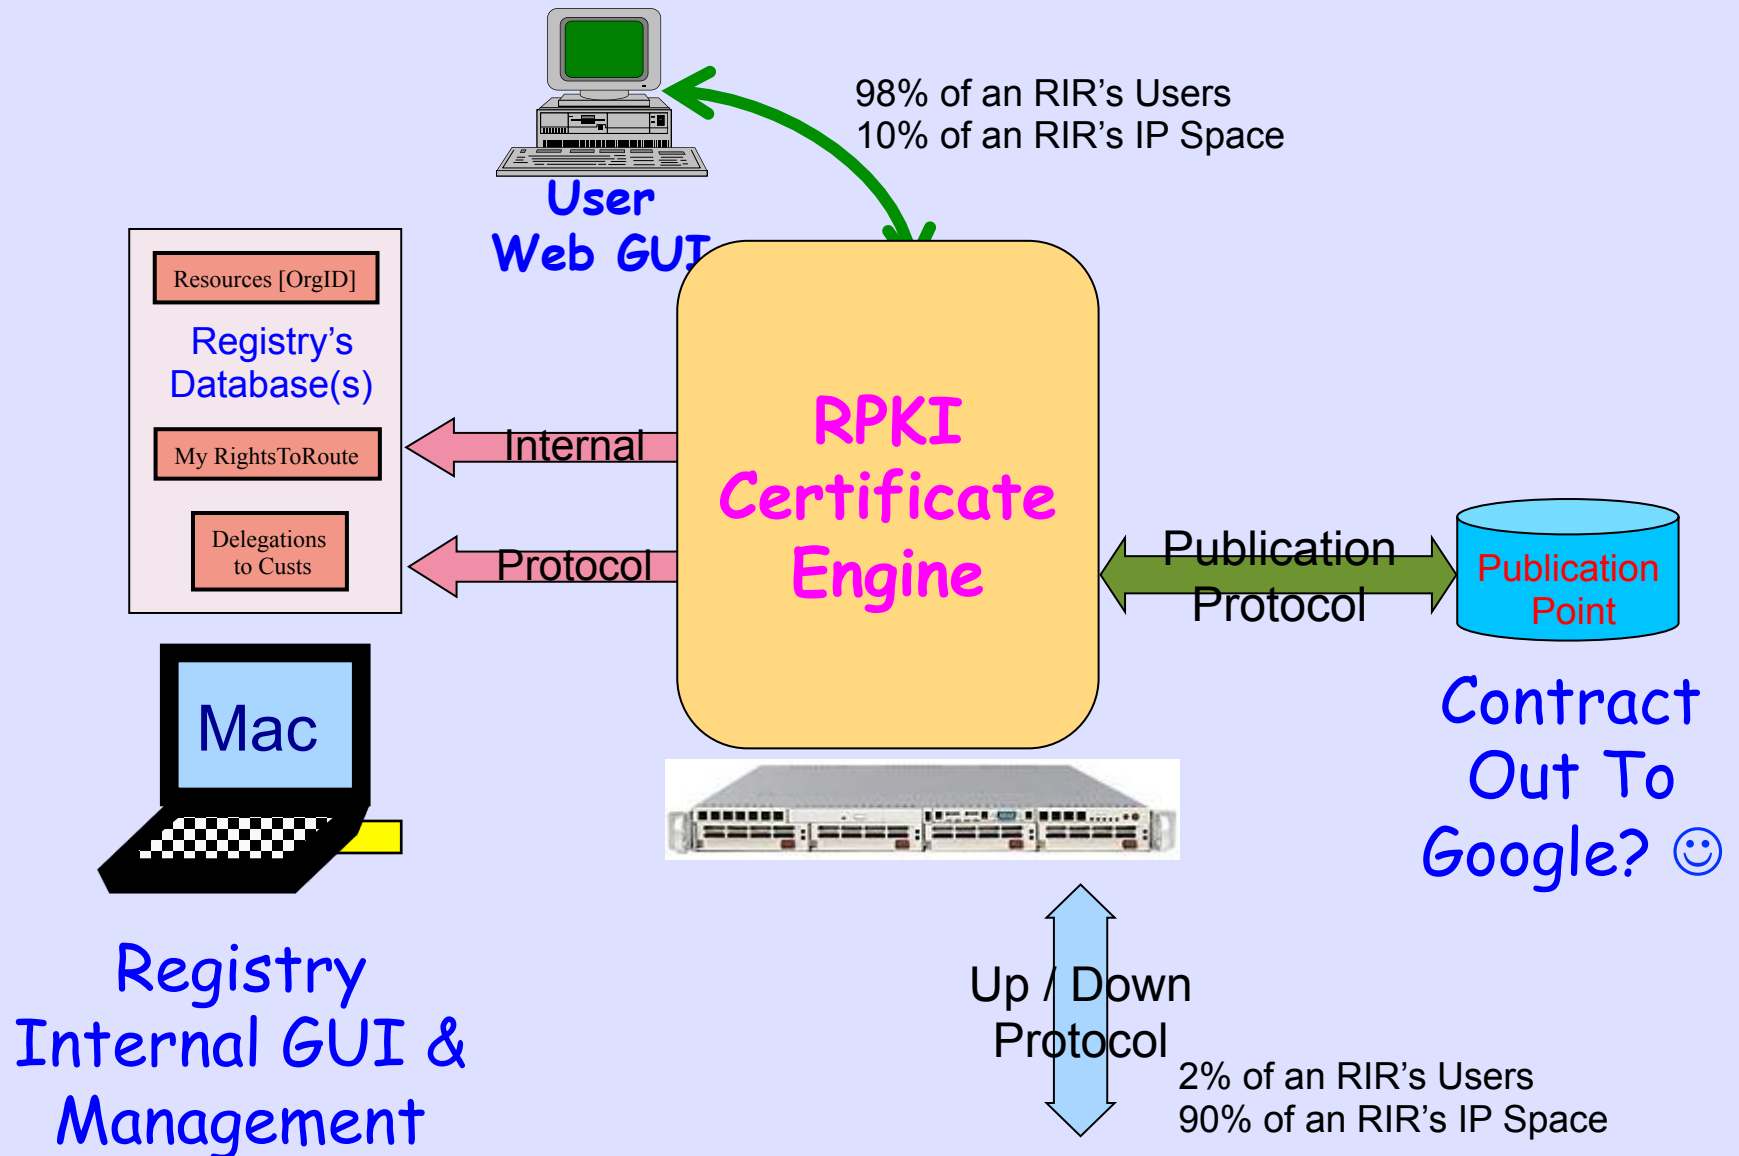 98% of an RIR’s Users
10% of an RIR’s IP Space
User
Web GUI
Resources [OrgID]
Registry’s
Database(s)
My RightsToRoute
Delegations
to Custs
Internal
Protocol
RPKI
Certificate
Engine
Publication
Protocol
Publication
Point
Contract
Out To
Google? ☺
Mac
Registry
Internal GUI &
Management
Up / Down
Protocol
2% of an RIR’s Users
90% of an RIR’s IP Space